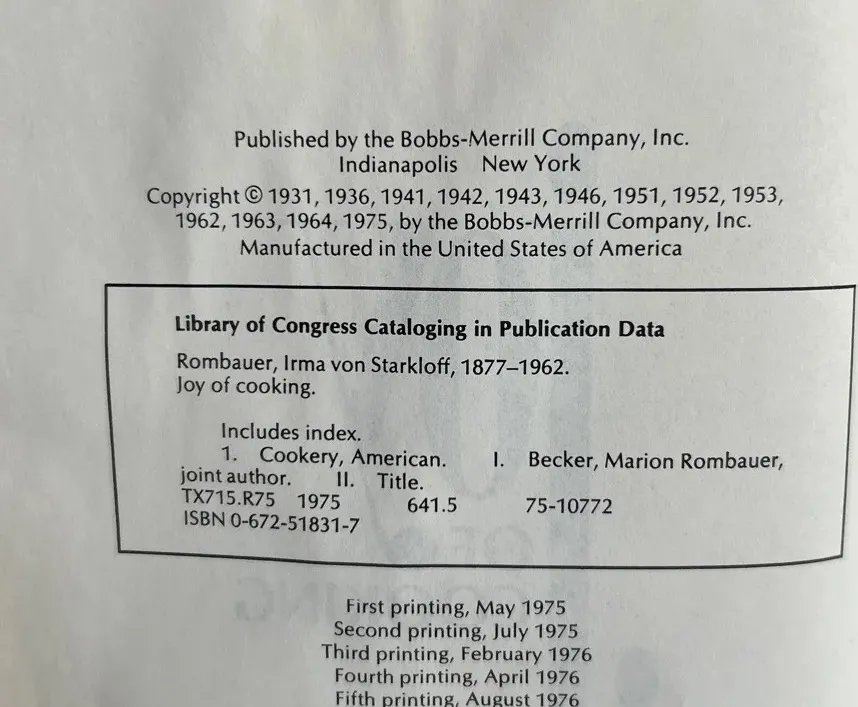 Published by the Bobbs-Merrill Company, Inc.
Indianapolis New York
Copyright © 1931, 1936, 1941, 1942, 1943, 1946, 1951, 1952, 1953,
1962, 1963, 1964, 1975, by the Bobbs-Merrill Company, Inc.
Manufactured in the United States of America
Library of Congress Cataloging in Publication Data
Rombauer, Irma von Starkloff, 1877–1962.
Joy of cooking.
Includes index.
1. Cookery, American. I. Becker, Marion Rombauer,
joint author. II. Title.
TX715.R75 1975 641.5 75-10772
ISBN 0-672-51831-7
First printing, May 1975
Second printing, July 1975
Third printing, February 1976
Fourth printing, April 1976
Fifth printing, August 1976